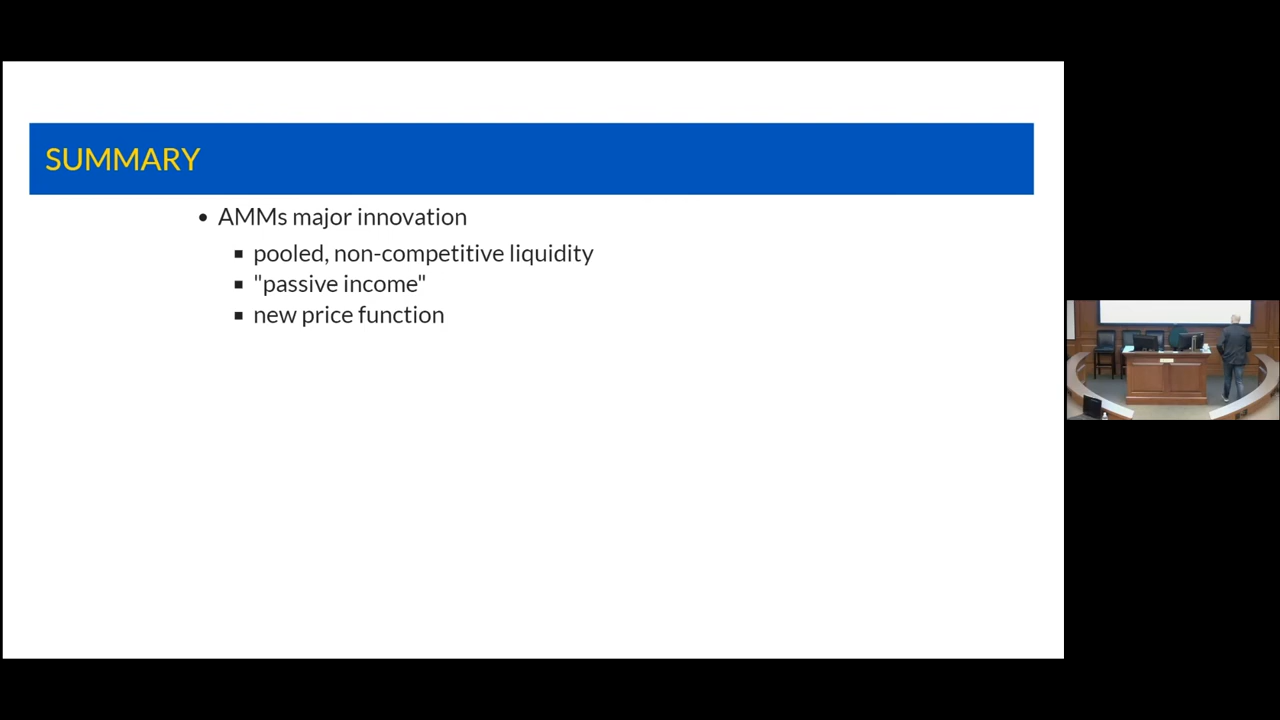 SUMMARY
• AMMs major innovation
▪ pooled, non-competitive liquidity
▪ "passive income"
▪ new price function